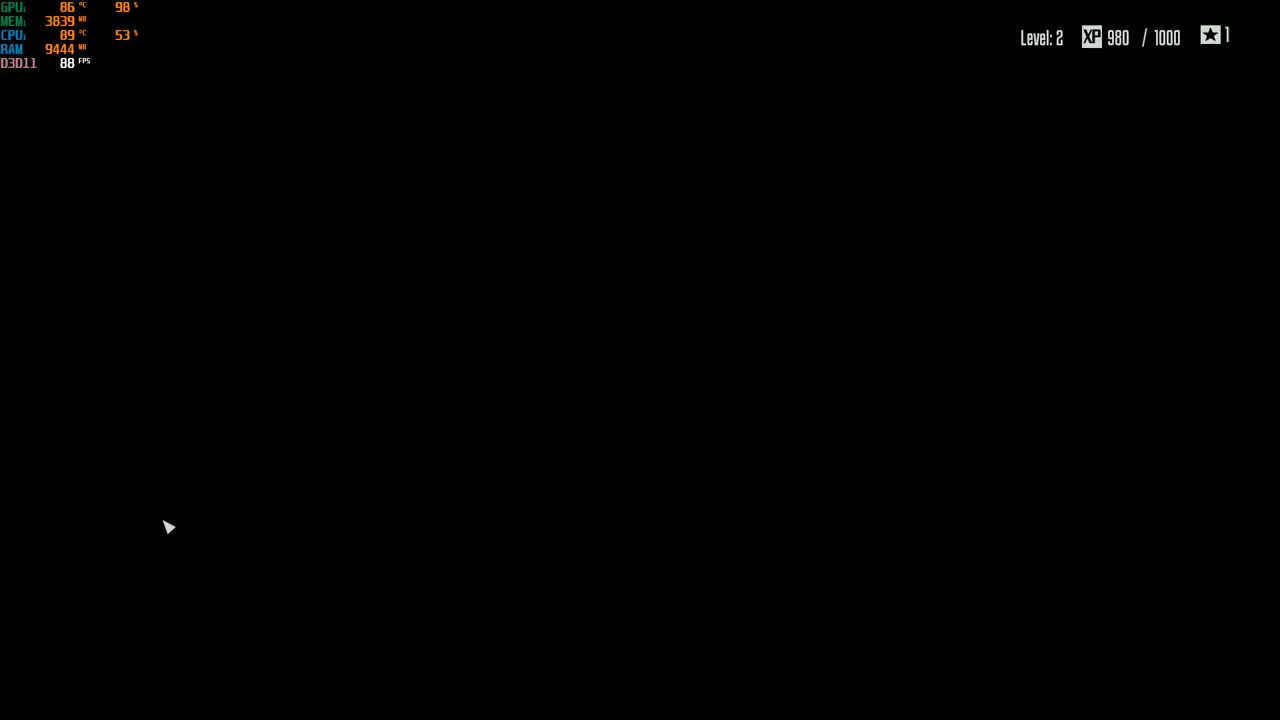 GPU: 86 °C 98 %
MEM: 3839 MB
CPU: 89 °C 53 %
RAM 9444 MB
D3D11 88 FPS
Level: 2 XP 980 / 1000 ★ 1